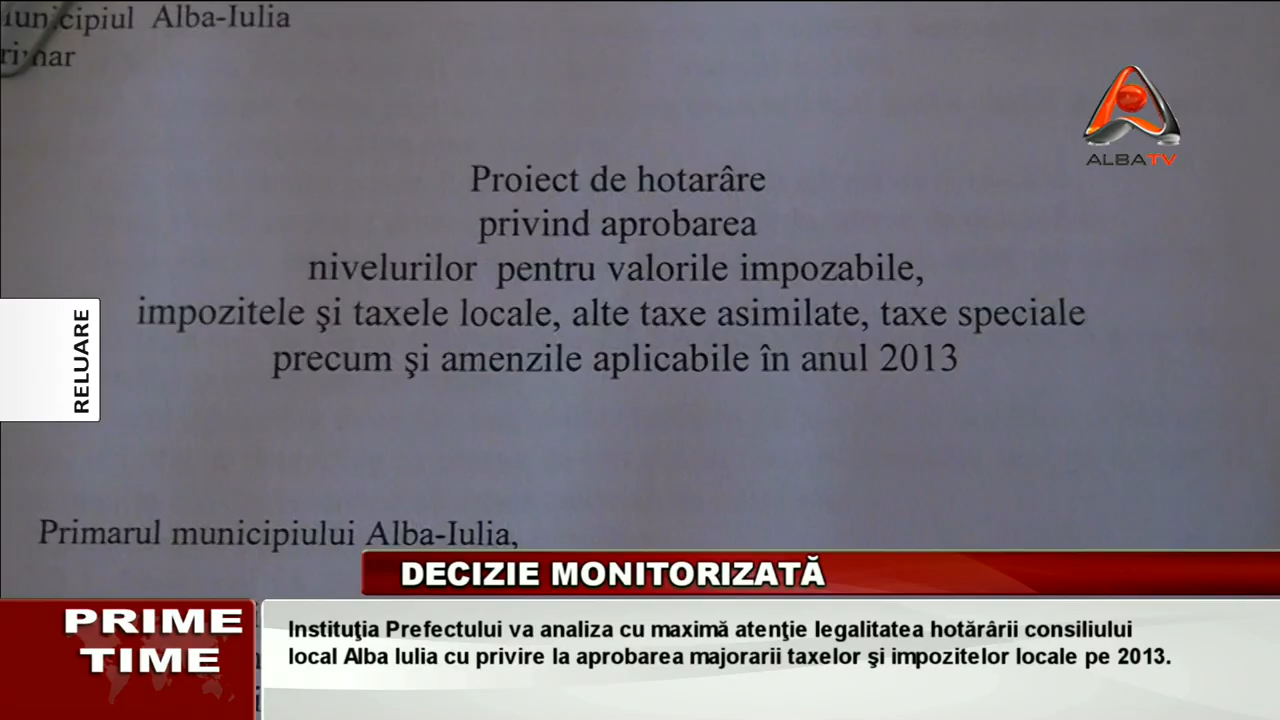 Municipiul Alba-Iulia
Primar
ALBATV
Proiect de hotarâre
privind aprobarea
nivelurilor pentru valorile impozabile,
impozitele şi taxele locale, alte taxe asimilate, taxe speciale
precum şi amenzile aplicabile în anul 2013
RELUARE
Primarul municipiului Alba-Iulia,
DECIZIE MONITORIZATĂ
PRIME
TIME
Instituţia Prefectului va analiza cu maximă atenţie legalitatea hotărârii consiliului
local Alba Iulia cu privire la aprobarea majorarii taxelor şi impozitelor locale pe 2013.